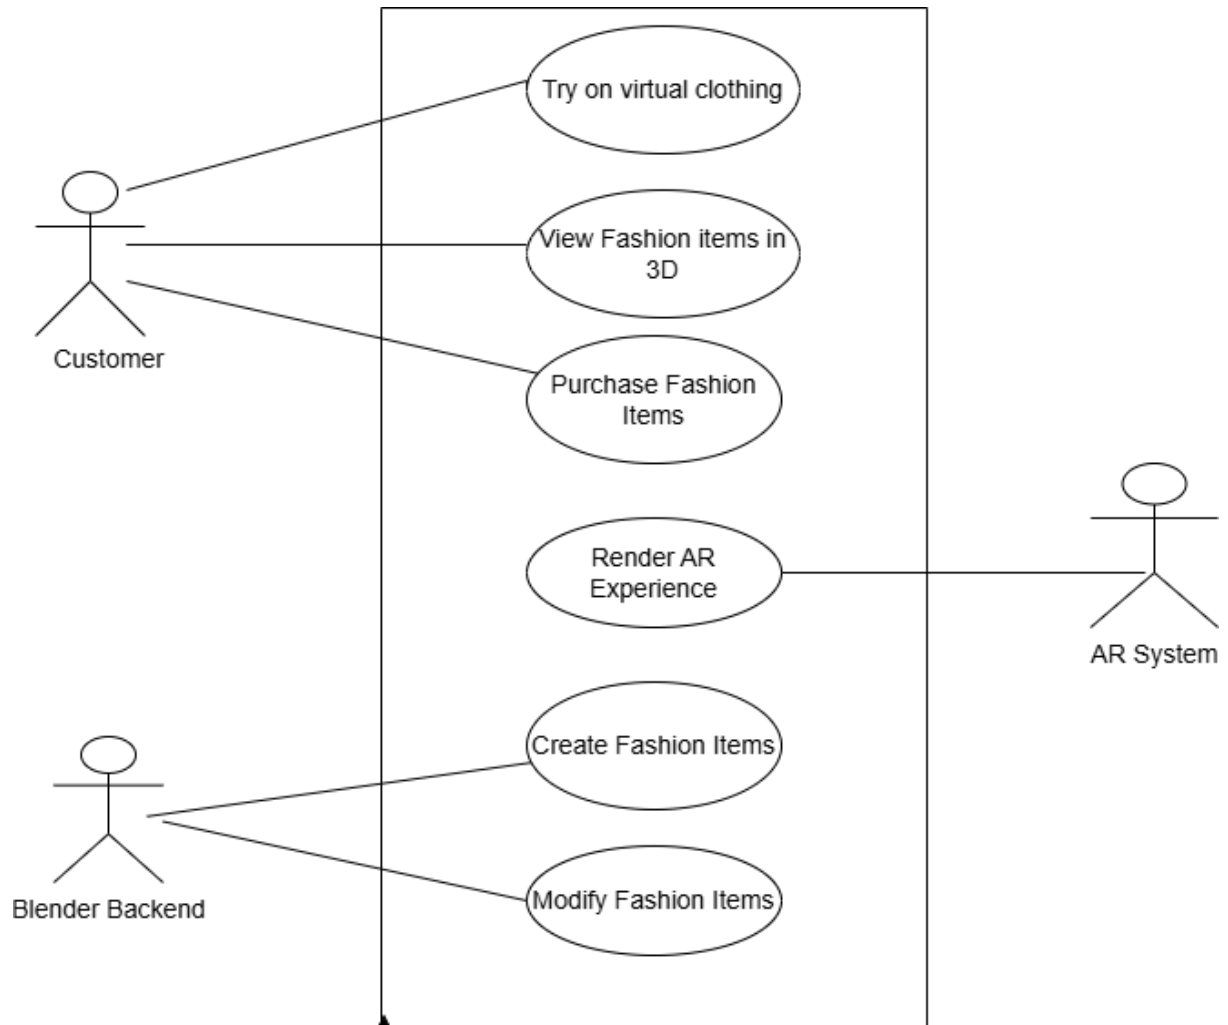 Try on virtual clothing
View Fashion items in
3D
Customer
Purchase Fashion
Items
Render AR
Experience
AR System
Create Fashion Items
Modify Fashion Items
Blender Backend